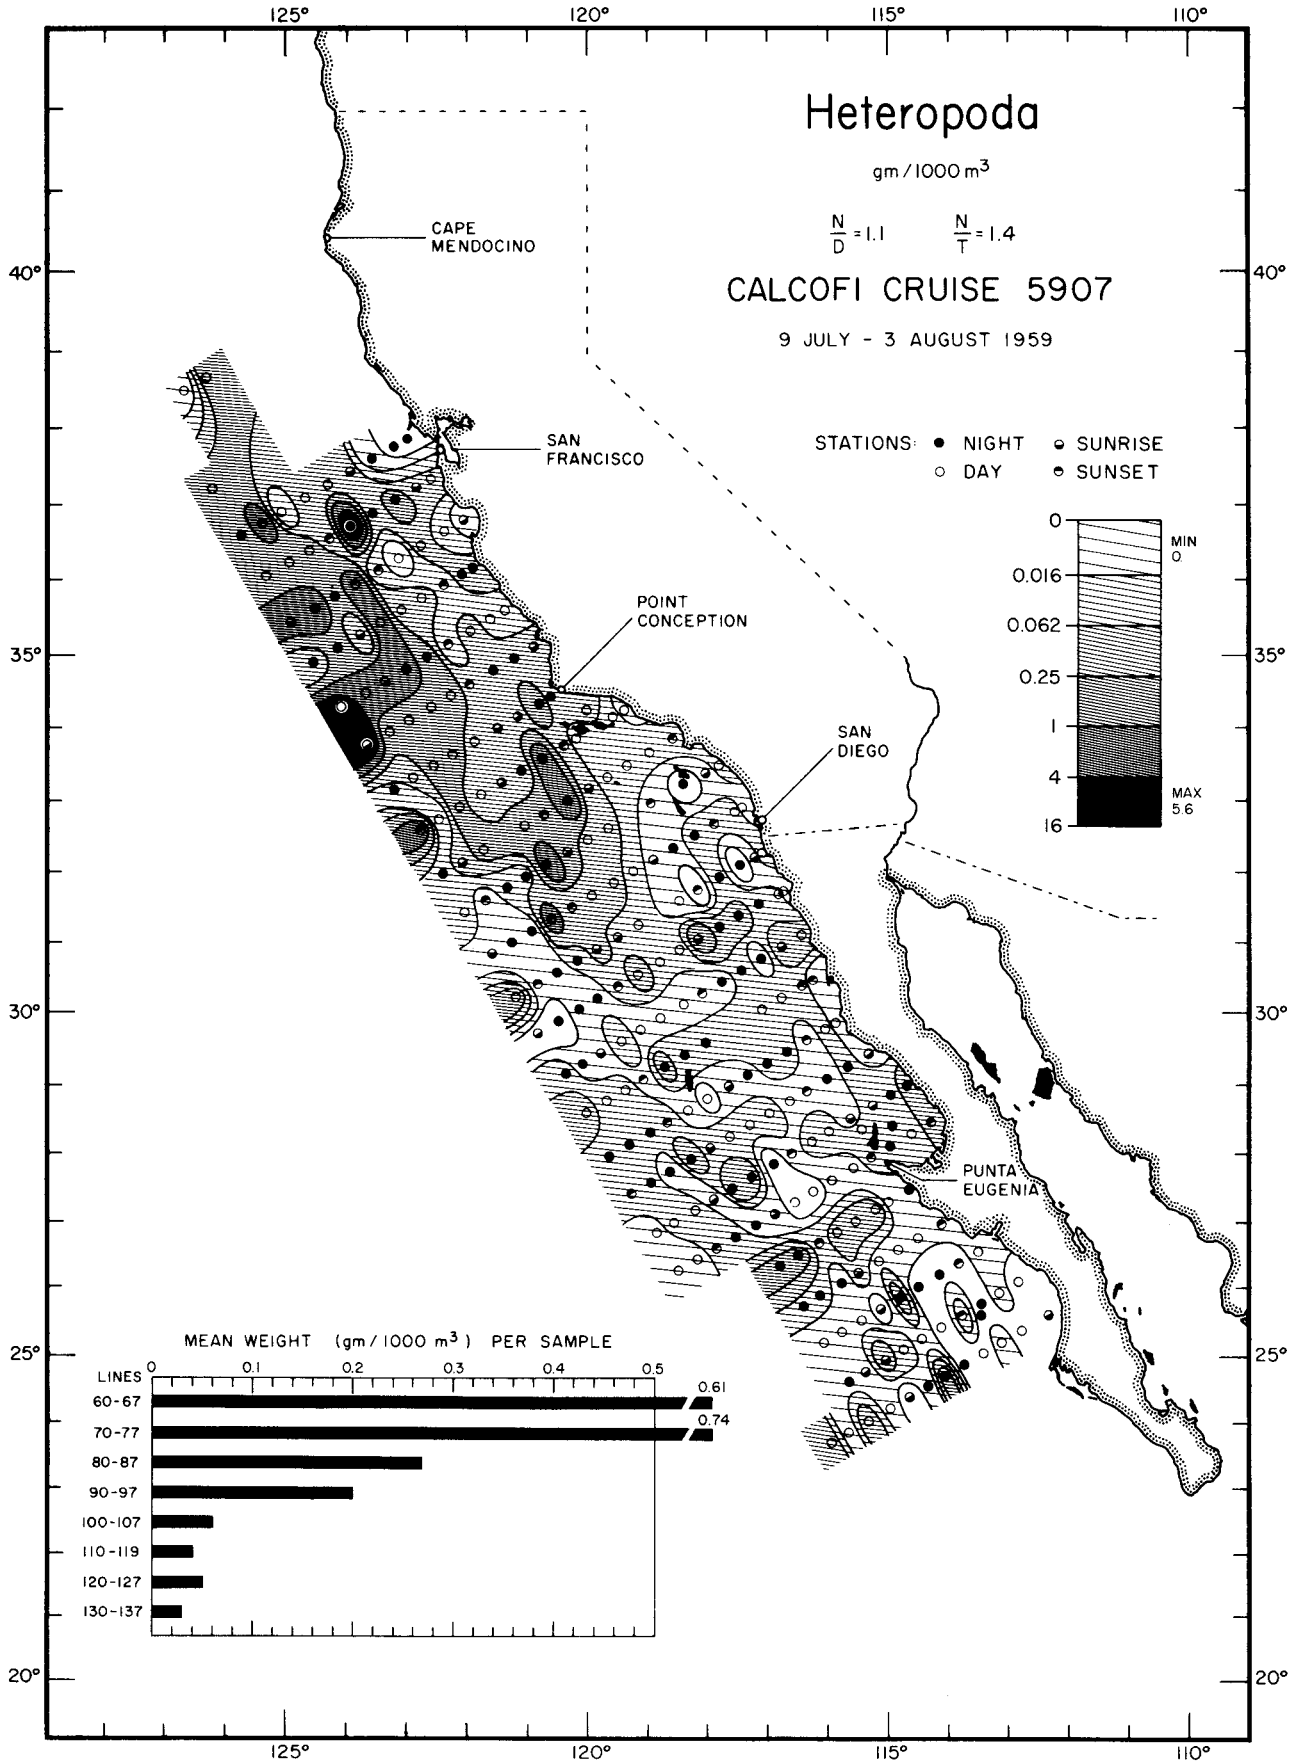 125° 120° 115° 110°
Heteropoda
gm/1000 m³
N/D = 1.1 N/T = 1.4
CALCOFI CRUISE 5907
9 JULY - 3 AUGUST 1959
CAPE
MENDOCINO
40° 40°
SAN
FRANCISCO
STATIONS: ● NIGHT ◒ SUNRISE
○ DAY ◓ SUNSET
0
MIN
0.
0.016
0.062
0.25
1
4
MAX
5.6
16
POINT
CONCEPTION
35° 35°
SAN
DIEGO
30° 30°
PUNTA
EUGENIA
25° 25°
MEAN WEIGHT (gm/1000 m³) PER SAMPLE
LINES 0 0.1 0.2 0.3 0.4 0.5
60-67 0.61
70-77 0.74
80-87
90-97
100-107
110-119
120-127
130-137
20° 20°
125° 120° 115° 110°